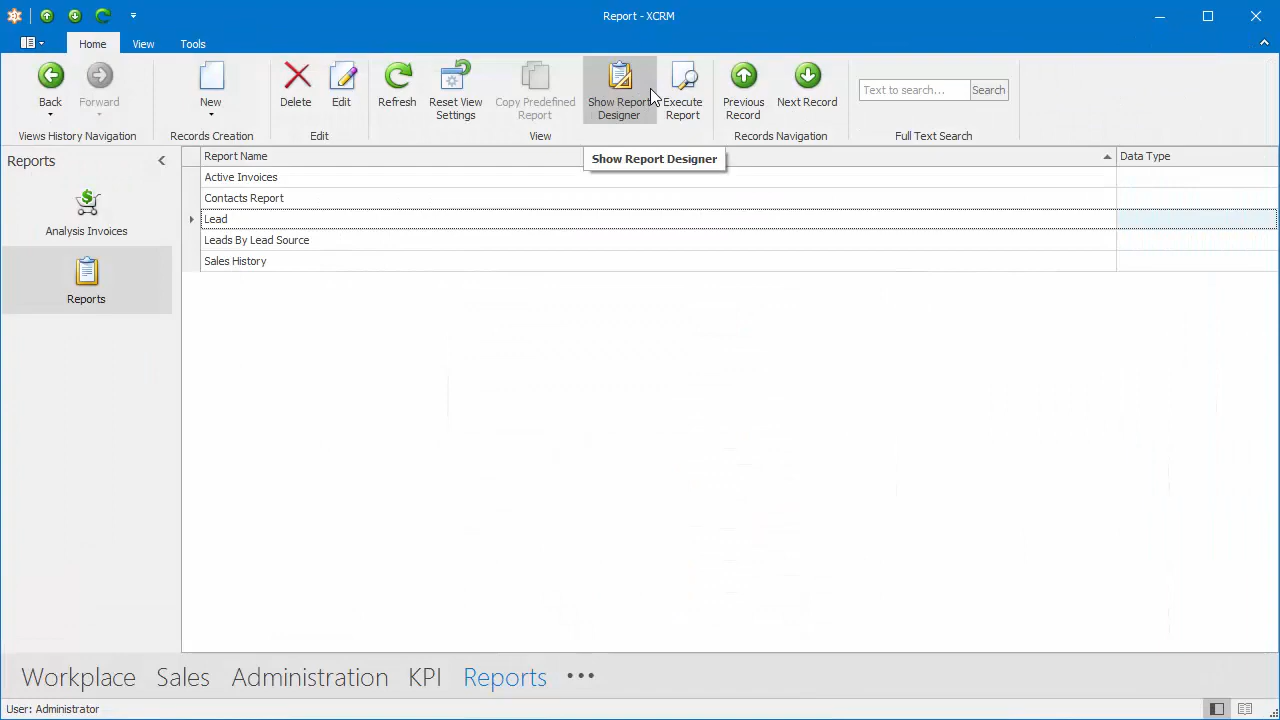 Report - XCRM
Home View Tools
Back Forward New Delete Edit Refresh Reset View Settings Copy Predefined Report Show Report Designer Execute Report Previous Record Next Record Text to search... Search
Views History Navigation Records Creation Edit View Records Navigation Full Text Search
Show Report Designer
Reports
Analysis Invoices
Reports
Report Name Data Type
Active Invoices
Contacts Report
Lead
Leads By Lead Source
Sales History
Workplace Sales Administration KPI Reports •••
User: Administrator